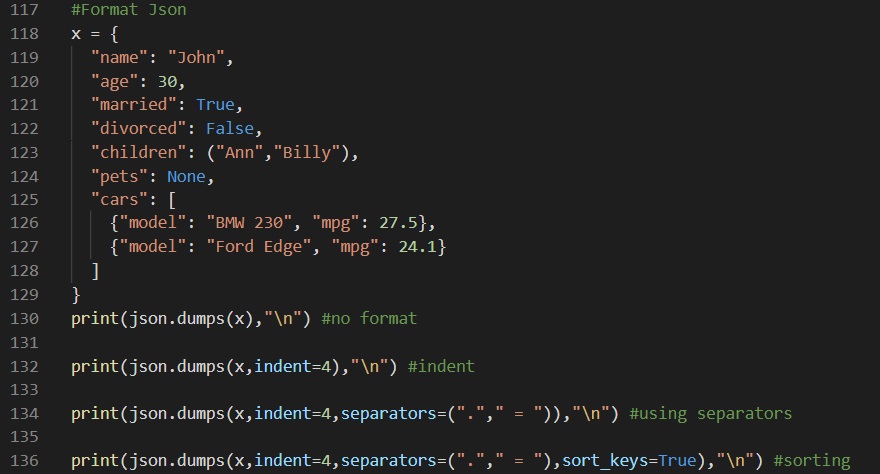 117 #Format Json
118 x = {
119 "name": "John",
120 "age": 30,
121 "married": True,
122 "divorced": False,
123 "children": ("Ann","Billy"),
124 "pets": None,
125 "cars": [
126 {"model": "BMW 230", "mpg": 27.5},
127 {"model": "Ford Edge", "mpg": 24.1}
128 ]
129 }
130 print(json.dumps(x),"\n") #no format
131
132 print(json.dumps(x,indent=4),"\n") #indent
133
134 print(json.dumps(x,indent=4,separators=("."," = ")),"\n") #using separators
135
136 print(json.dumps(x,indent=4,separators=("."," = "),sort_keys=True),"\n") #sorting